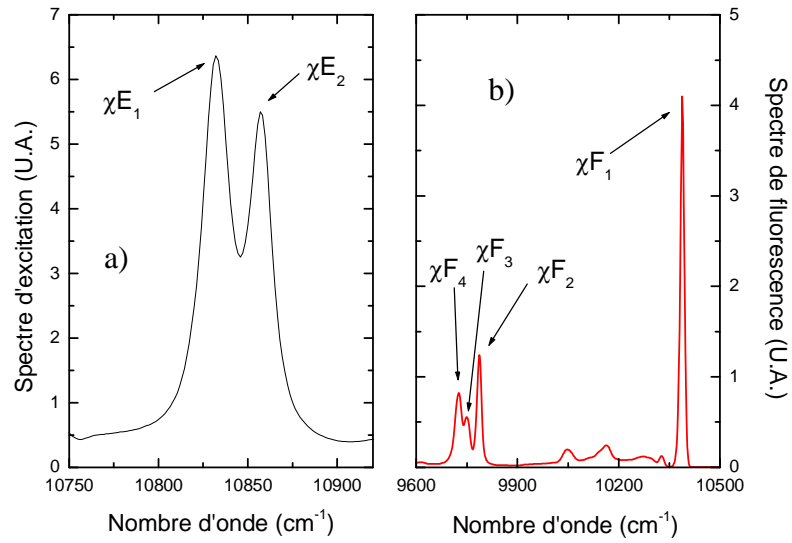 7
6
5
4
3
2
1
0
Spectre d'excitation (U.A.)
χE₁
χE₂
a)
10750 10800 10850 10900
Nombre d'onde (cm⁻¹)
b)
χF₁
χF₃
χF₄
χF₂
5
4
3
2
1
0
Spectre de fluorescence (U.A.)
9600 9900 10200 10500
Nombre d'onde (cm⁻¹)